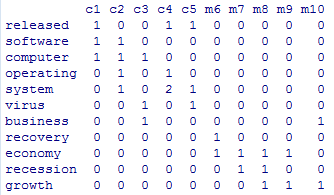 c1 c2 c3 c4 c5 m6 m7 m8 m9 m10
released 1 0 0 1 1 0 0 0 0 0
software 1 1 0 0 0 0 0 0 0 0
computer 1 1 1 0 0 0 0 0 0 0
operating 0 1 0 1 0 0 0 0 0 0
system 0 1 0 2 1 0 0 0 0 0
virus 0 0 1 0 1 0 0 0 0 0
business 0 0 1 0 0 0 0 0 0 1
recovery 0 0 0 0 0 1 0 0 0 0
economy 0 0 0 0 0 1 1 1 1 0
recession 0 0 0 0 0 0 1 1 0 0
growth 0 0 0 0 0 0 0 1 1 1